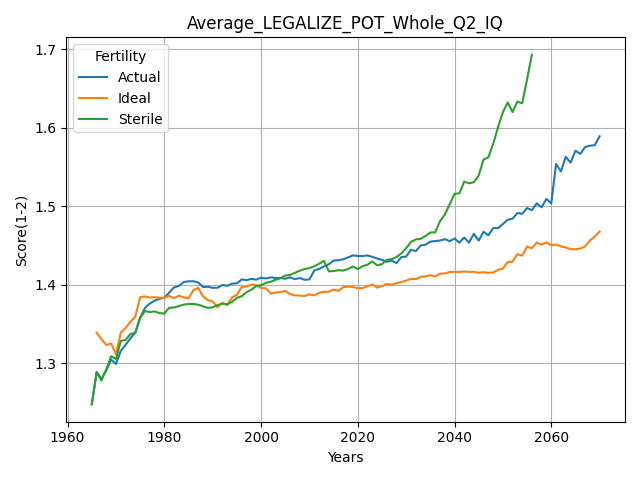 Average_LEGALIZE_POT_Whole_Q2_IQ
Fertility
Actual
Ideal
Sterile
Score(1-2)
1.7
1.6
1.5
1.4
1.3
1960
1980
2000
2020
2040
2060
Years